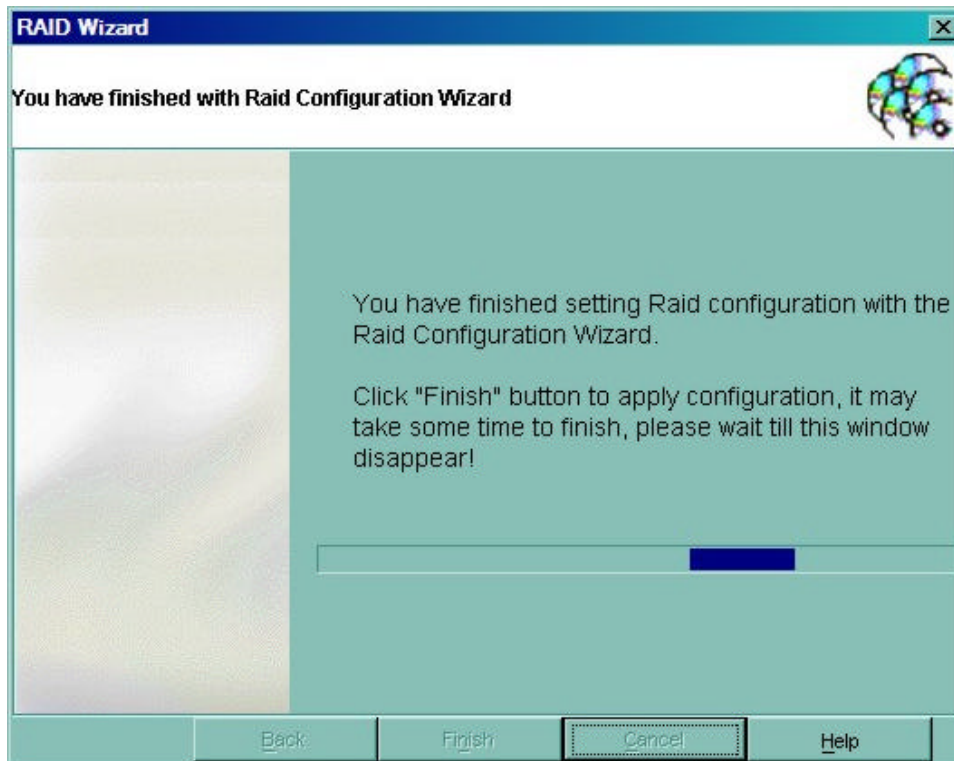 RAID Wizard
You have finished with Raid Configuration Wizard
You have finished setting Raid configuration with the
Raid Configuration Wizard.
Click "Finish" button to apply configuration, it may
take some time to finish, please wait till this window
disappear!
Back Finish Cancel Help